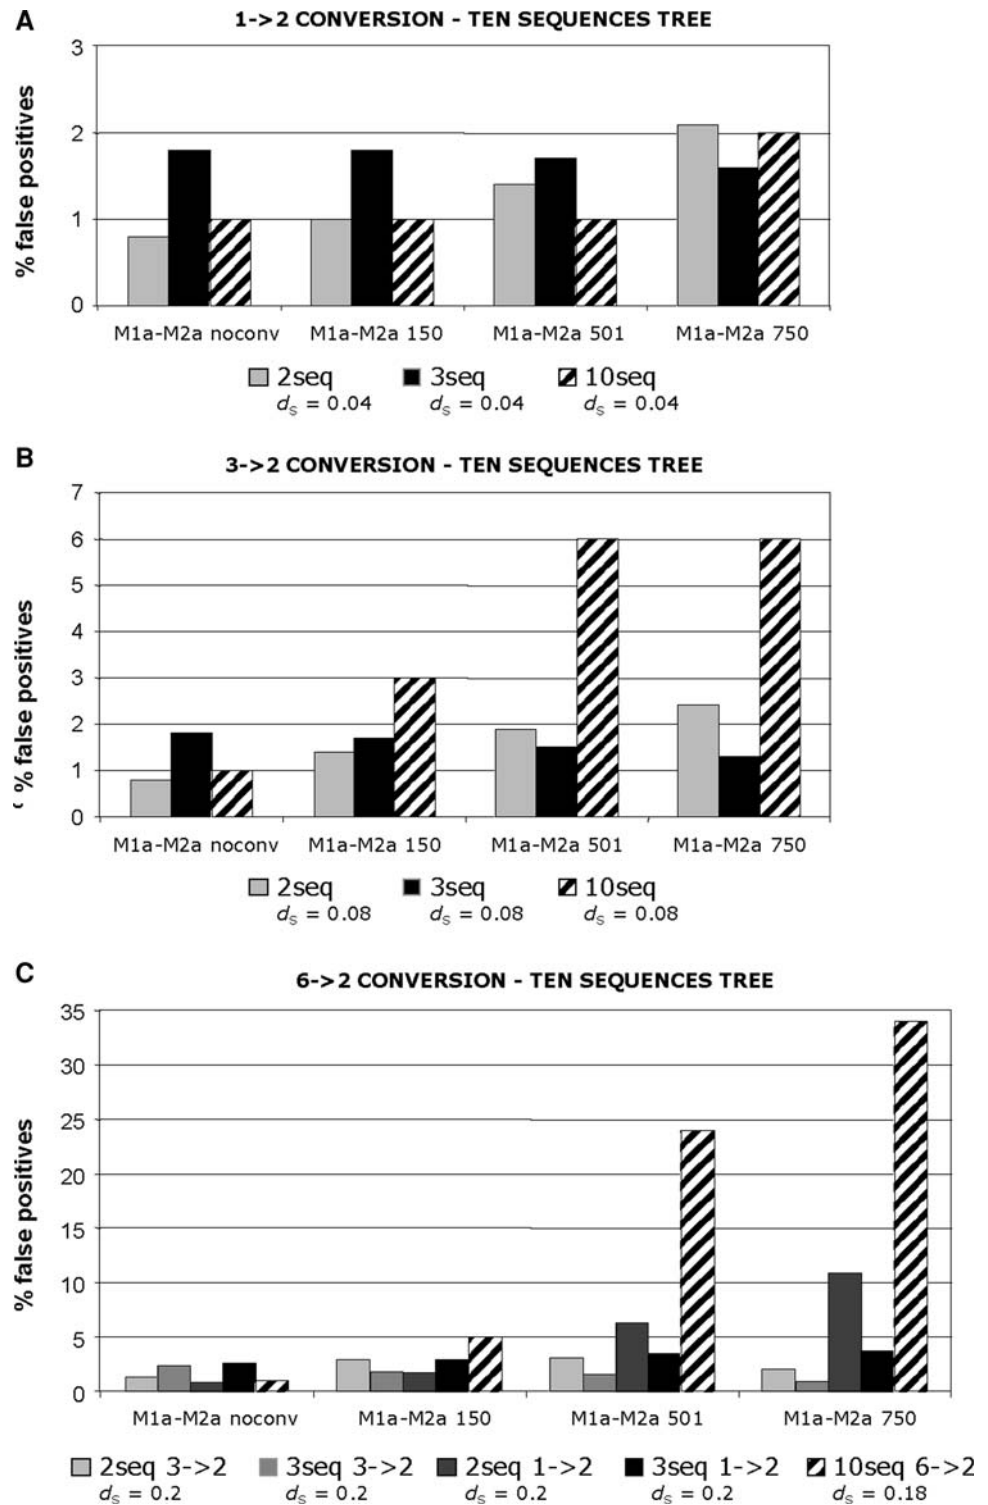 A
1->2 CONVERSION - TEN SEQUENCES TREE
% false positives
3
2
1
0
M1a-M2a noconv M1a-M2a 150 M1a-M2a 501 M1a-M2a 750
2seq 3seq 10seq
dS = 0.04 dS = 0.04 dS = 0.04
B
3->2 CONVERSION - TEN SEQUENCES TREE
% false positives
7
6
5
4
3
2
1
0
M1a-M2a noconv M1a-M2a 150 M1a-M2a 501 M1a-M2a 750
2seq 3seq 10seq
dS = 0.08 dS = 0.08 dS = 0.08
C
6->2 CONVERSION - TEN SEQUENCES TREE
% false positives
35
30
25
20
15
10
5
0
M1a-M2a noconv M1a-M2a 150 M1a-M2a 501 M1a-M2a 750
2seq 3->2 3seq 3->2 2seq 1->2 3seq 1->2 10seq 6->2
dS = 0.2 dS = 0.2 dS = 0.2 dS = 0.2 dS = 0.18